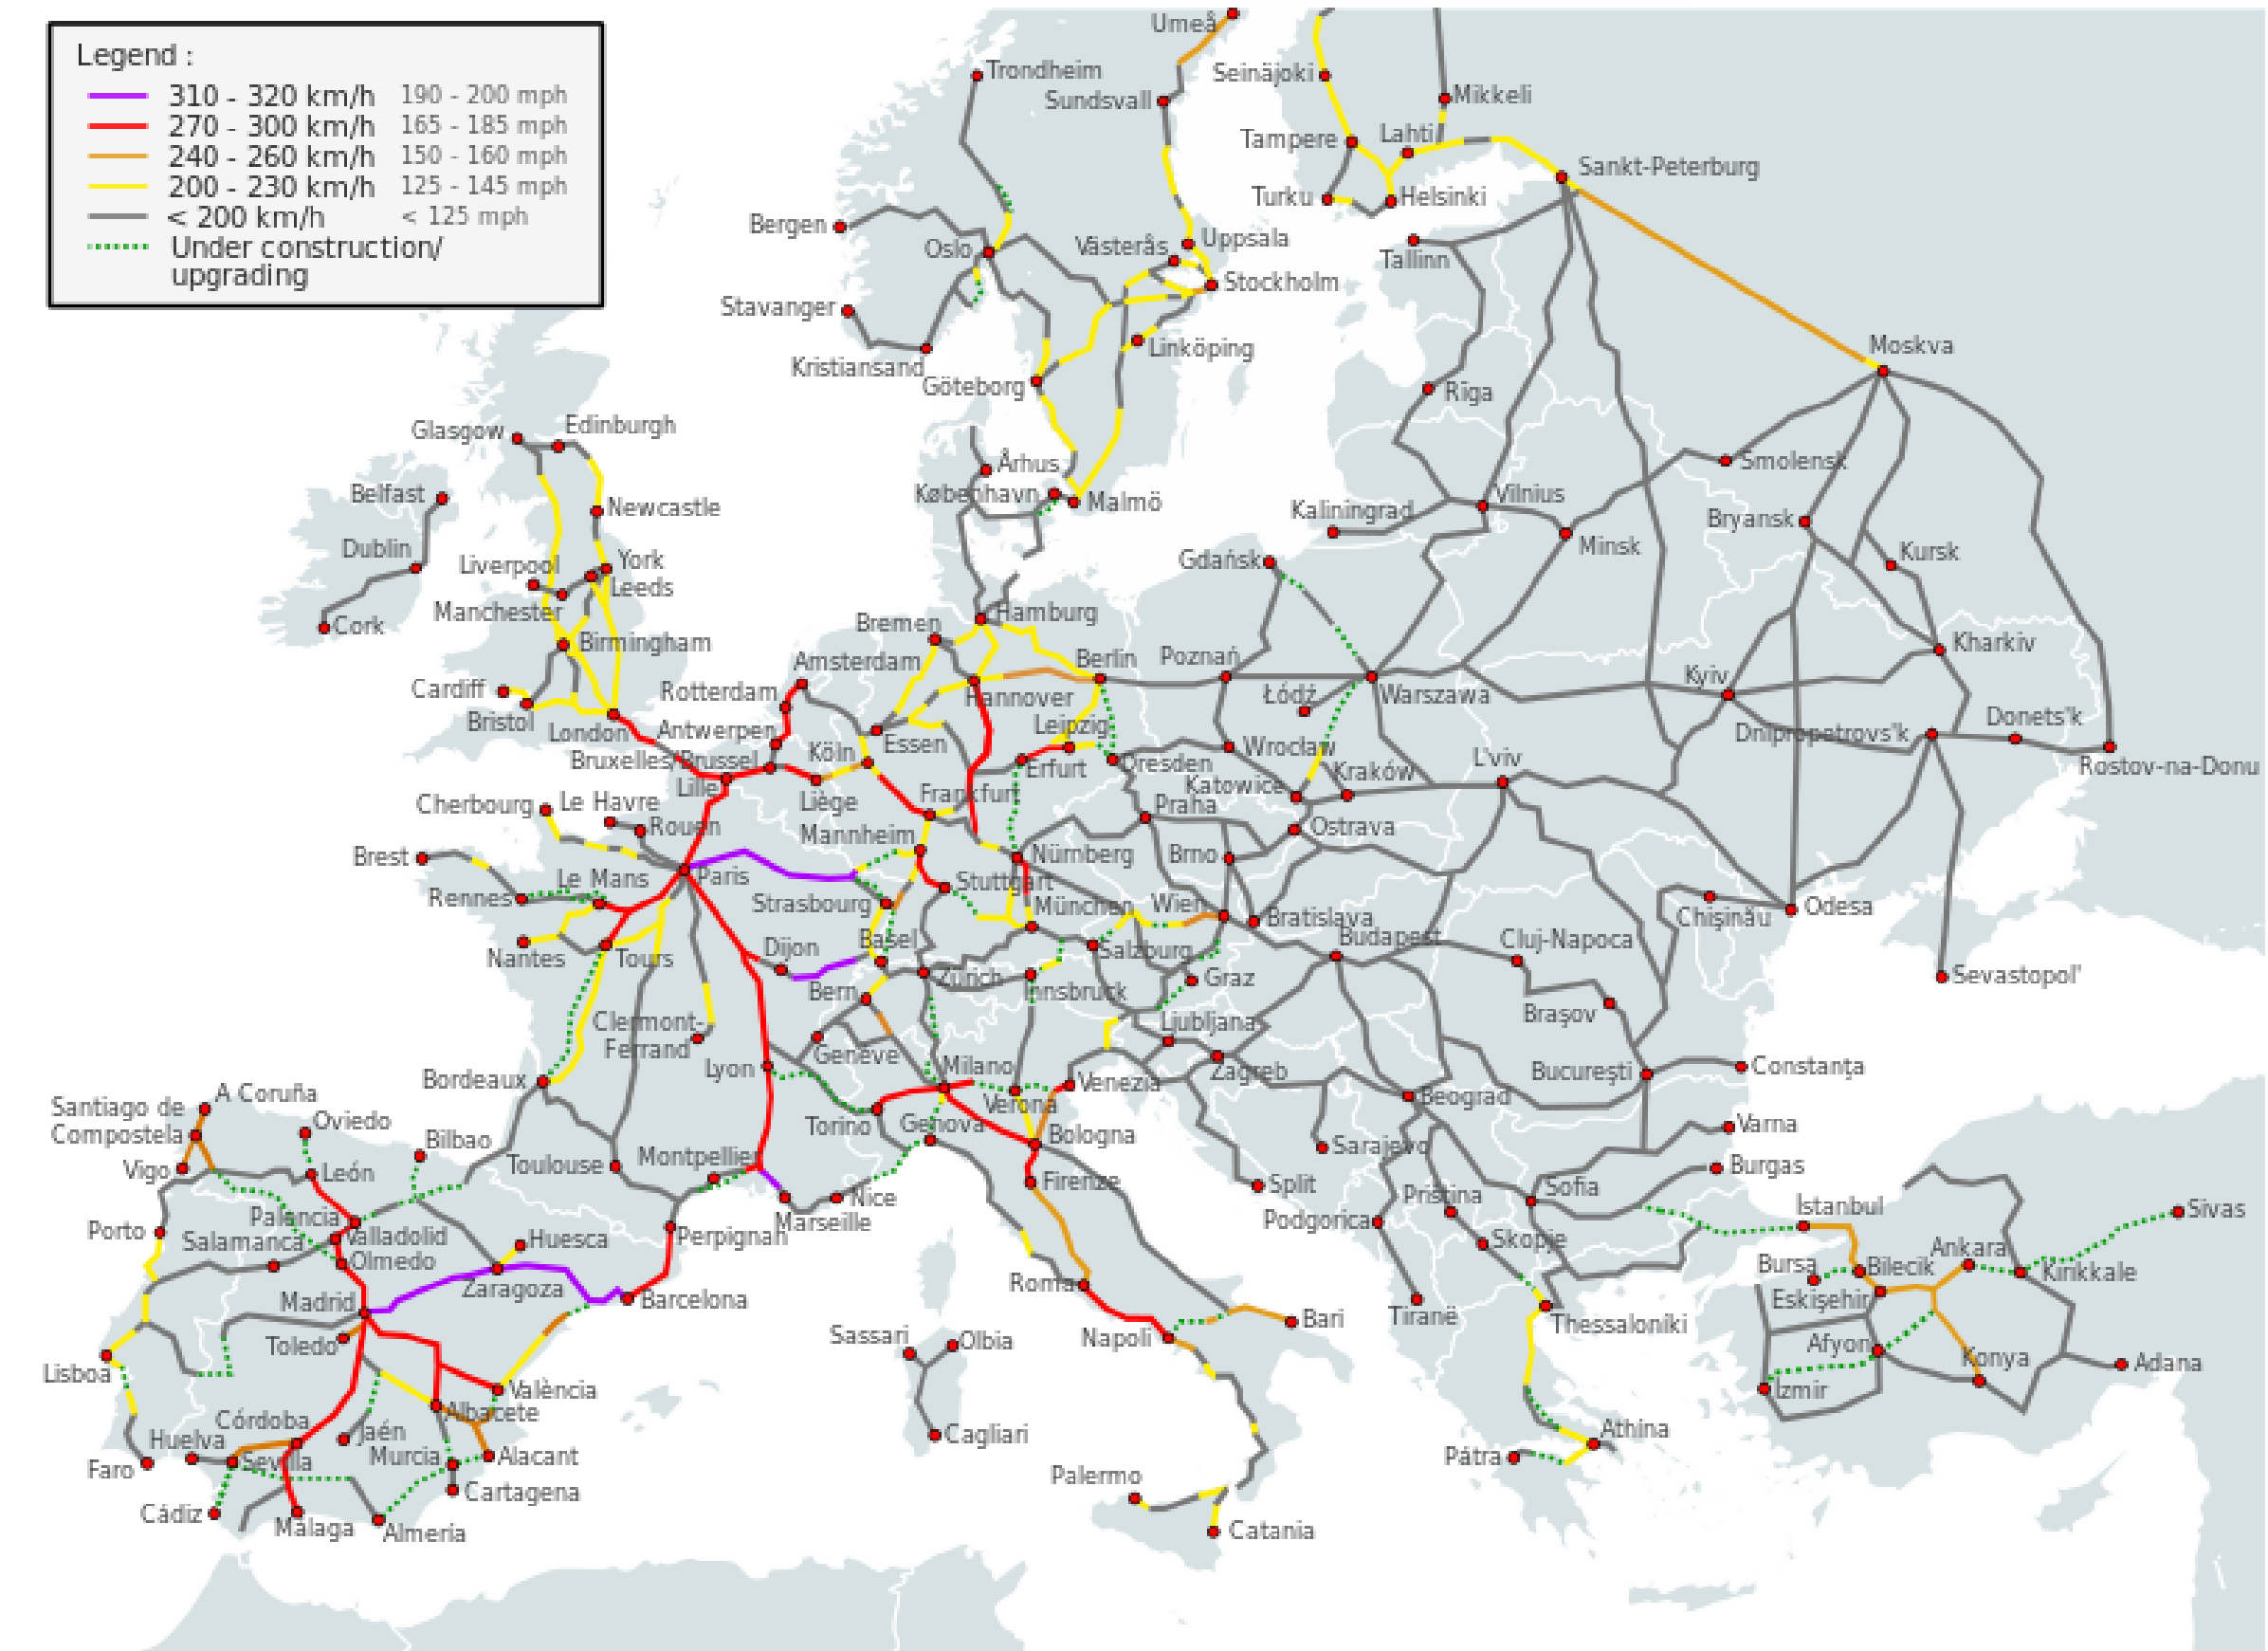 Legend :
310 - 320 km/h 190 - 200 mph
270 - 300 km/h 165 - 185 mph
240 - 260 km/h 150 - 160 mph
200 - 230 km/h 125 - 145 mph
< 200 km/h < 125 mph
Under construction/
upgrading
Umeå
Trondheim
Seinäjoki
Sundsvall
Mikkeli
Tampere
Lahti
Sankt-Peterburg
Turku
Helsinki
Bergen
Oslo
Västerås
Uppsala
Tallinn
Stockholm
Stavanger
Linköping
Moskva
Kristiansand
Göteborg
Rīga
Glasgow
Edinburgh
Århus
Smolensk
Belfast
København
Malmö
Vilnius
Newcastle
Kaliningrad
Bryansk
Dublin
Minsk
Kursk
Liverpool
York
Gdańsk
Leeds
Manchester
Hamburg
Cork
Bremen
Birmingham
Kharkiv
Amsterdam
Berlin
Poznań
Kyiv
Cardiff
Rotterdam
Hannover
Łódź
Warszawa
Bristol
London
Antwerpen
Leipzig
Donets'k
Essen
Dnipropetrovs'k
Bruxelles/Brussel
Köln
Erfurt
Dresden
Wrocław
L'viv
Rostov-na-Donu
Lille
Liège
Frankfurt
Katowice
Kraków
Cherbourg
Le Havre
Praha
Rouen
Mannheim
Ostrava
Brest
Paris
Nürnberg
Brno
Le Mans
Stuttgart
Rennes
Strasbourg
München
Wien
Bratislava
Chişinău
Odesa
Nantes
Tours
Dijon
Basel
Salzburg
Budapest
Cluj-Napoca
Zürich
Innsbruck
Graz
Sevastopol'
Bern
Braşov
Clermont-
Ferrand
Genève
Ljubljana
Lyon
Milano
Zagreb
Bordeaux
Venezia
Bucureşti
Constanţa
A Coruña
Verona
Beograd
Santiago de
Compostela
Oviedo
Torino
Genova
Bologna
Varna
Bilbao
Sarajevo
Vigo
León
Toulouse
Montpellier
Firenze
Split
Burgas
Nice
Priština
Sofia
Palencia
Marseille
Podgorica
İstanbul
Sivas
Porto
Salamanca
Valladolid
Huesca
Perpignan
Skopje
Olmedo
Ankara
Bursa
Bilecik
Kırıkkale
Zaragoza
Roma
Madrid
Barcelona
Eskişehir
Tiranë
Bari
Thessaloníki
Toledo
Sassari
Olbia
Napoli
Afyon
Lisboa
Konya
Adana
València
İzmir
Albacete
Córdoba
Jaén
Athína
Huelva
Cagliari
Sevilla
Murcia
Alacant
Pátra
Faro
Palermo
Cartagena
Cádiz
Málaga
Almería
Catania